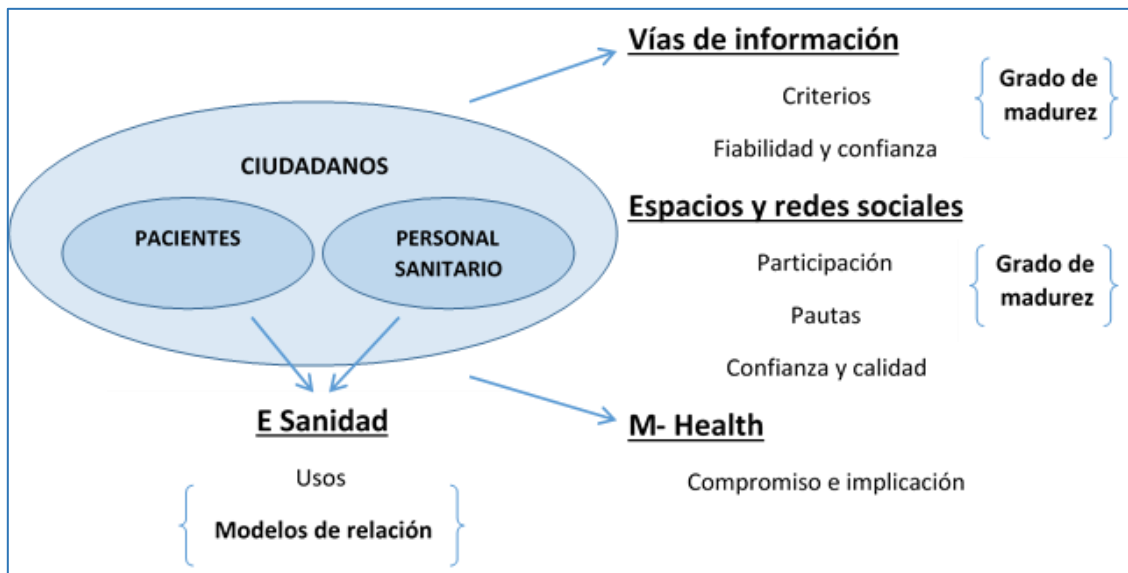 Vías de información
Criterios
Fiabilidad y confianza
Grado de
madurez
CIUDADANOS
PACIENTES
PERSONAL
SANITARIO
Espacios y redes sociales
Participación
Pautas
Confianza y calidad
Grado de
madurez
E Sanidad
Usos
Modelos de relación
M- Health
Compromiso e implicación